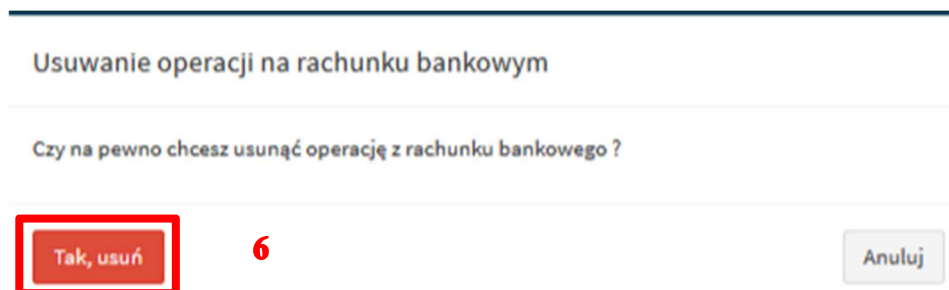 Usuwanie operacji na rachunku bankowym
Czy na pewno chcesz usunąć operację z rachunku bankowego ?
Tak, usuń 6 Anuluj